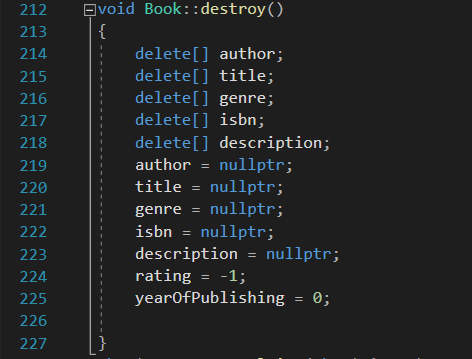 212 void Book::destroy()
213 {
214 delete[] author;
215 delete[] title;
216 delete[] genre;
217 delete[] isbn;
218 delete[] description;
219 author = nullptr;
220 title = nullptr;
221 genre = nullptr;
222 isbn = nullptr;
223 description = nullptr;
224 rating = -1;
225 yearOfPublishing = 0;
226
227 }